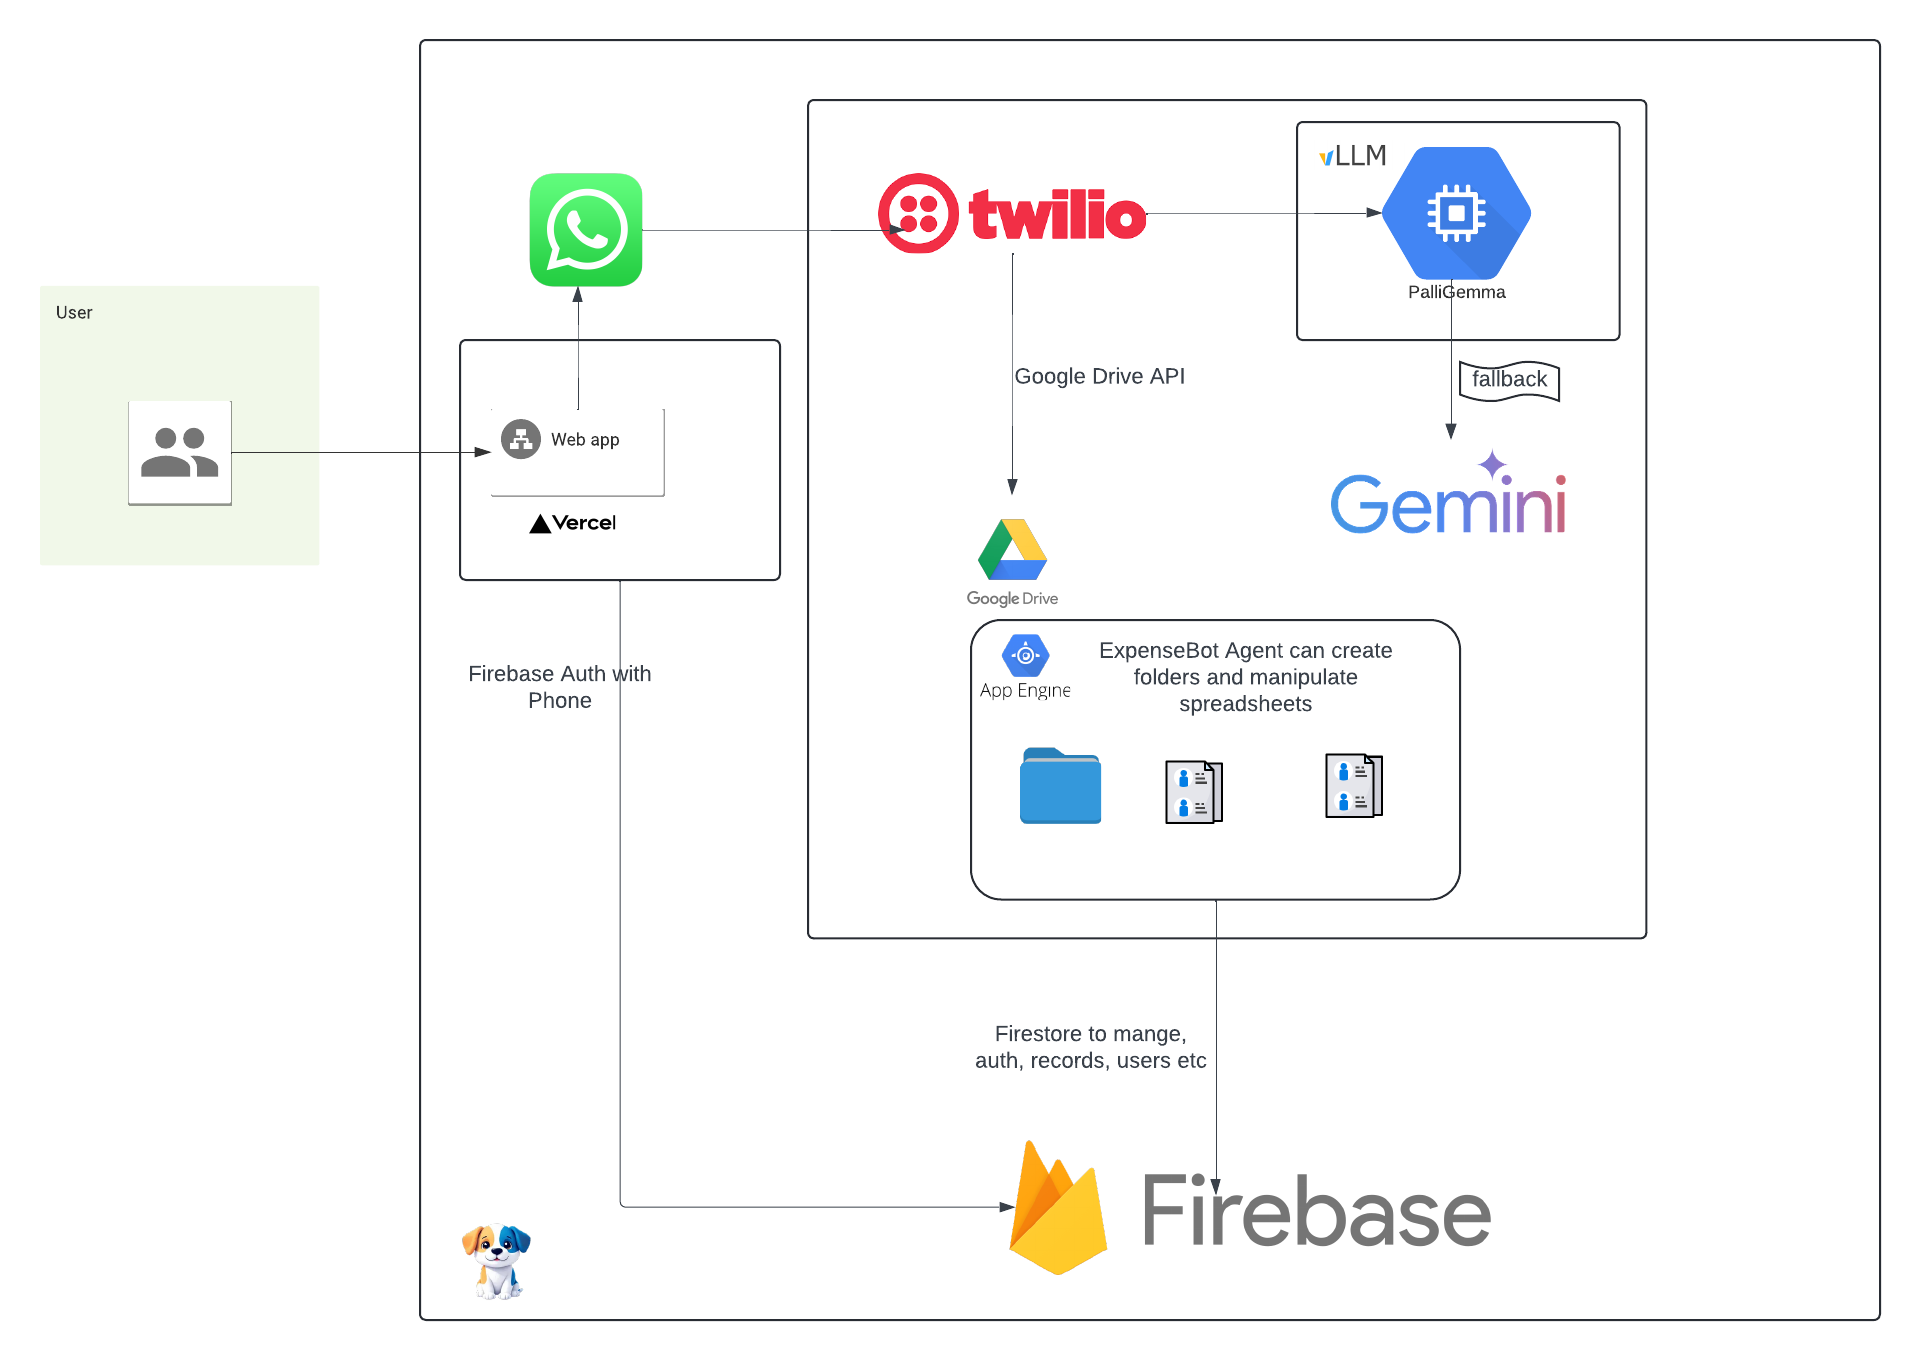 User
Web app
Vercel
twilio
vLLM
PalliGemma
fallback
Gemini
Google Drive API
Google Drive
App Engine
ExpenseBot Agent can create
folders and manipulate
spreadsheets
Firebase Auth with
Phone
Firestore to mange,
auth, records, users etc
Firebase